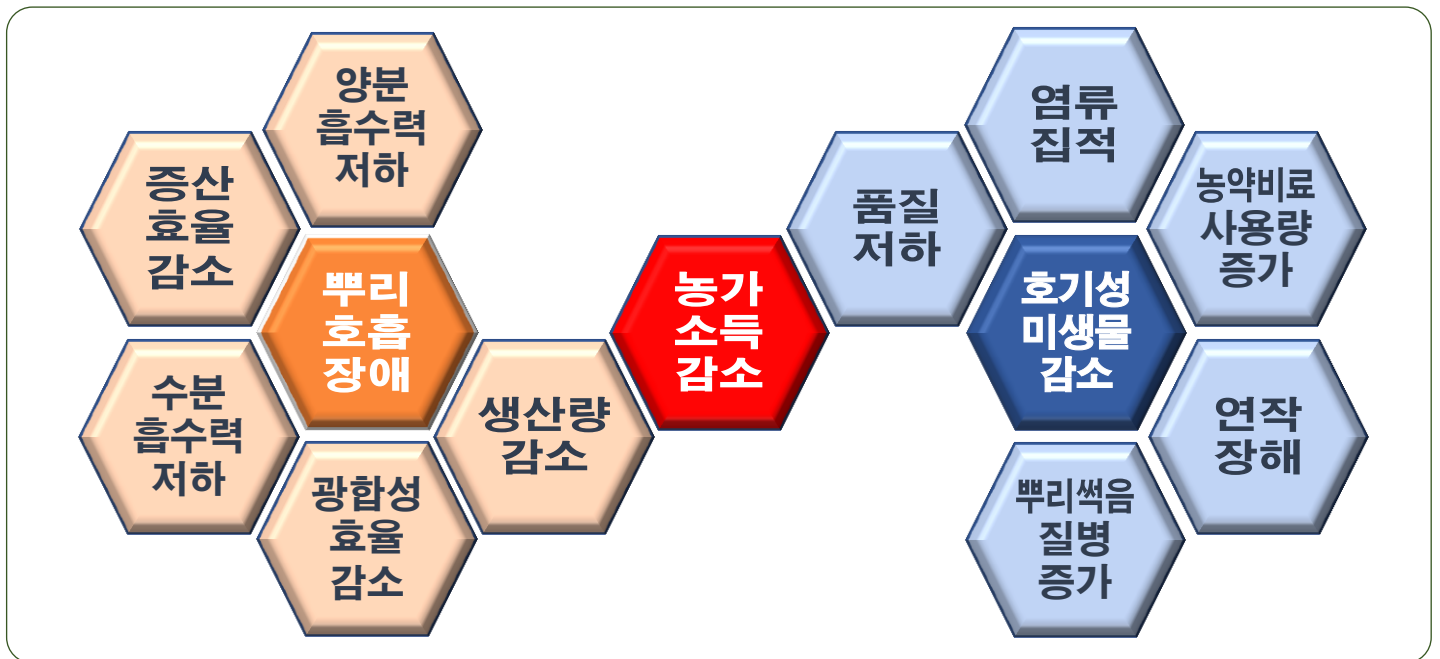 양분
흡수력
저하
증산
효율
감소
뿌리
호흡
장애
수분
흡수력
저하
광합성
효율
감소
생산량
감소
농가
소득
감소
품질
저하
염류
집적
농약비료
사용량
증가
호기성
미생물
감소
연작
장해
뿌리썩음
질병
증가